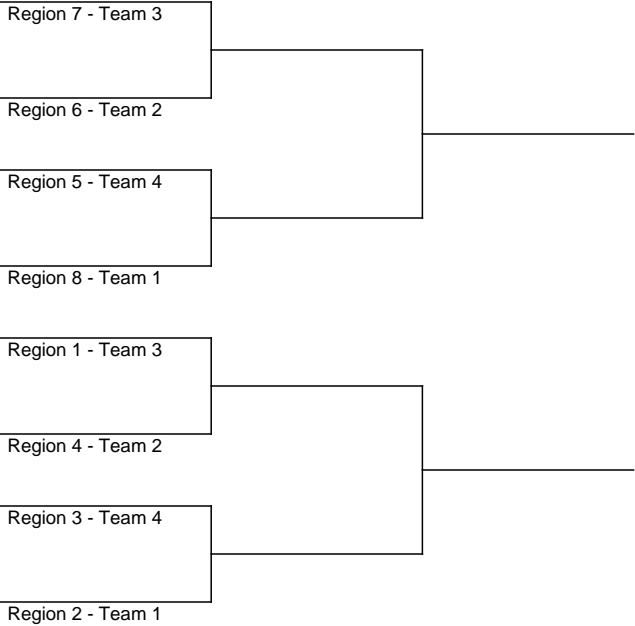 Region 7 - Team 3
Region 6 - Team 2
Region 5 - Team 4
Region 8 - Team 1
Region 1 - Team 3
Region 4 - Team 2
Region 3 - Team 4
Region 2 - Team 1